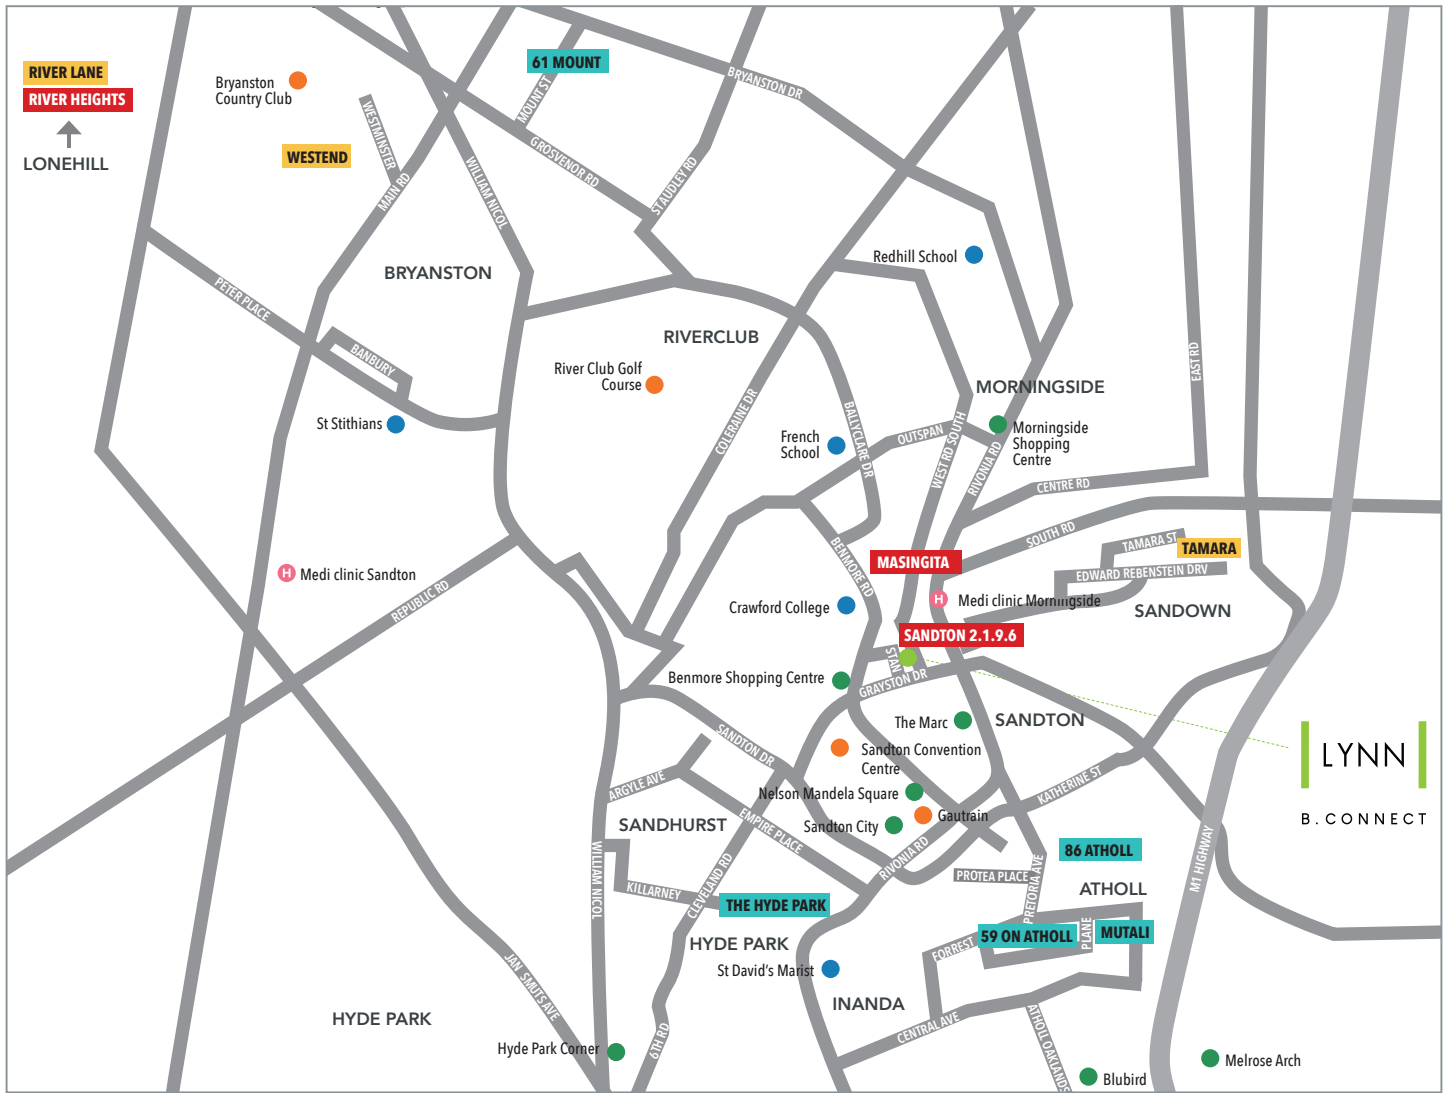 RIVER LANE
RIVER HEIGHTS
LONEHILL
Bryanston
Country Club
WESTEND
WESTMINSTER
MAIN RD
WILLIAM NICOL
61 MOUNT
MOUNT ST
GROSVENOR RD
BRYANSTON DR
STAUDLEY RD
BRYANSTON
PETER PLACE
BANBURY
St Stithians
RIVERCLUB
River Club Golf
Course
Redhill School
MORNINGSIDE
Morningside
Shopping
Centre
EAST RD
COLERAINE DR
BALLYCLARE DR
French
School
OUTSPAN
WEST RD SOUTH
RIVONIA RD
CENTRE RD
SOUTH RD
TAMARA ST
TAMARA
EDWARD REBENSTEIN DRV
SANDOWN
MASINGITA
BENMORE RD
Medi clinic Morningside
H
Medi clinic Sandton
H
REPUBLIC RD
Crawford College
SANDTON 2.1.9.6
STAN
GRAYSTON DR
Benmore Shopping Centre
The Marc
SANDTON
Sandton Convention
Centre
SANDTON DR
Nelson Mandela Square
Sandton City
Gautrain
KATHERINE ST
LYNN
B.CONNECT
ARGYLE AVE
SANDHURST
EMPIRE PLACE
RIVONIA RD
WILLIAM NICOL
KILLARNEY
CLEVELAND RD
THE HYDE PARK
HYDE PARK
PROTEA PLACE
PRETORIA AVE
86 ATHOLL
ATHOLL
M1 HIGHWAY
59 ON ATHOLL
PLANE
MUTALI
FORREST
St David's Marist
INANDA
CENTRAL AVE
ATHOLL OAKLANDS
JAN SMUTS AVE
HYDE PARK
Hyde Park Corner
6TH RD
Blubird
Melrose Arch